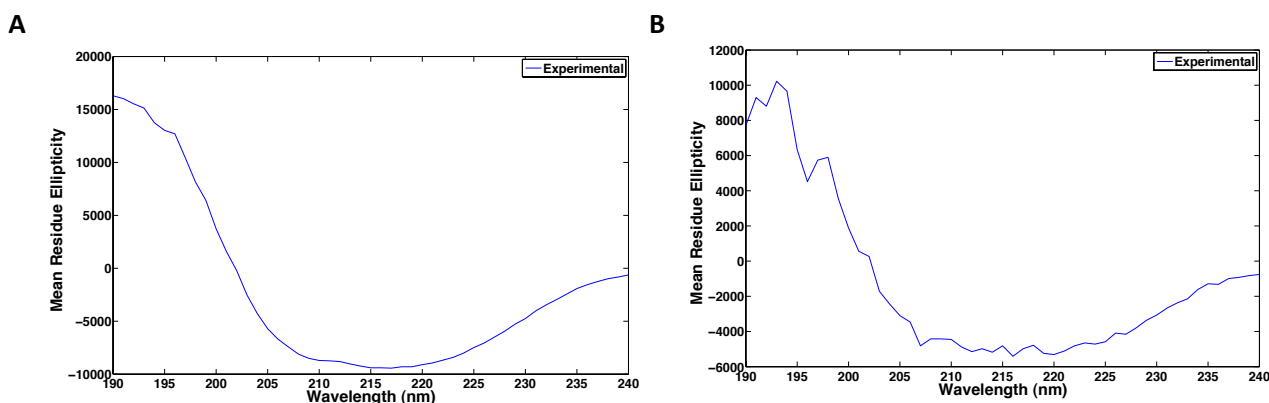 A
20000
15000
10000
5000
0
−5000
−10000
Mean Residue Ellipticity
Experimental
190 195 200 205 210 215 220 225 230 235 240
Wavelength (nm)
B
12000
10000
8000
6000
4000
2000
0
−2000
−4000
−6000
Mean Residue Ellipticity
Experimental
190 195 200 205 210 215 220 225 230 235 240
Wavelength (nm)